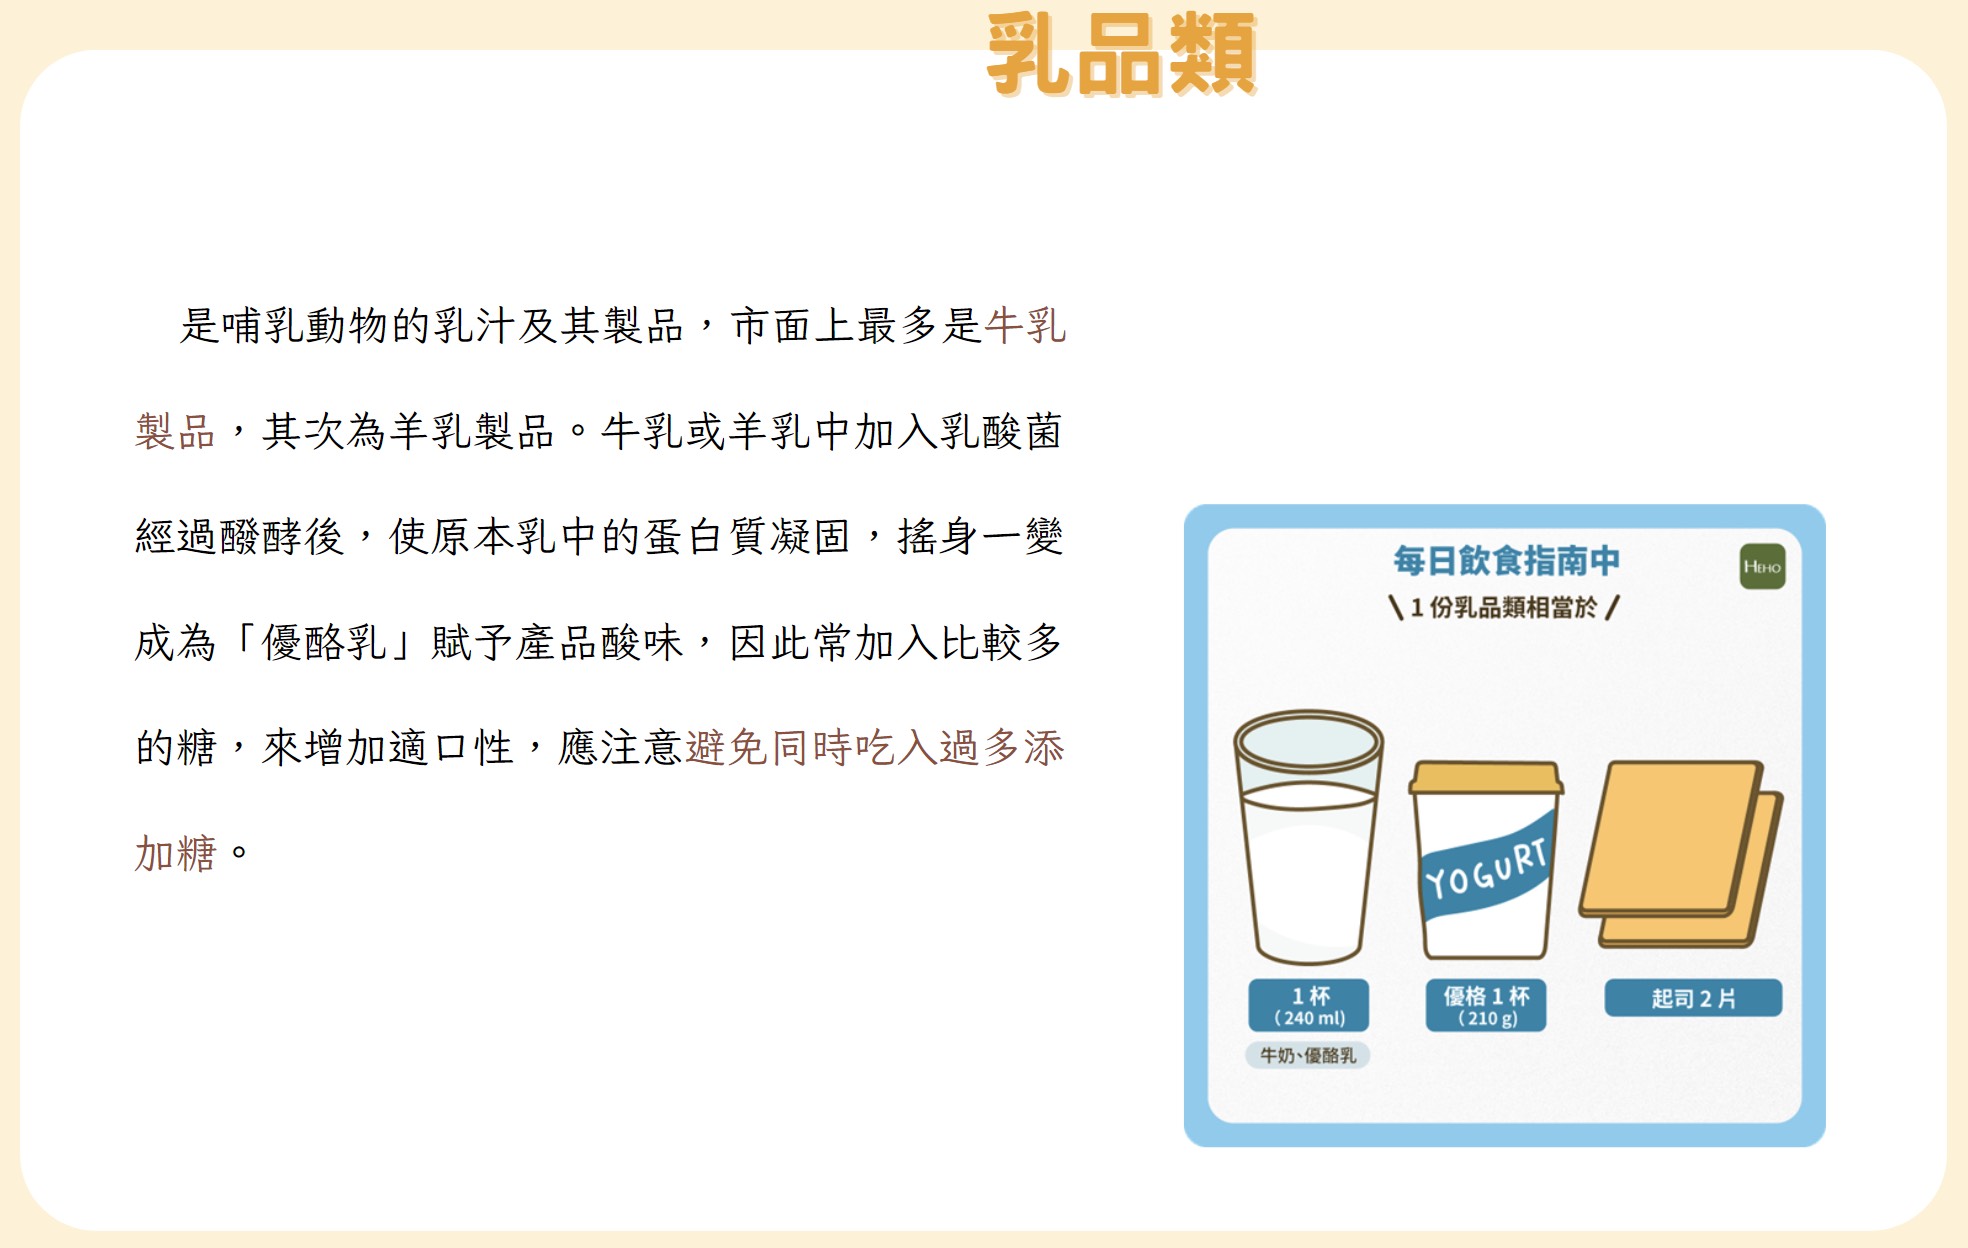 乳品類
是哺乳動物的乳汁及其製品，市面上最多是牛乳
製品，其次為羊乳製品。牛乳或羊乳中加入乳酸菌
經過醱酵後，使原本乳中的蛋白質凝固，搖身一變
成為「優酪乳」賦予產品酸味，因此常加入比較多
的糖，來增加適口性，應注意避免同時吃入過多添
加糖。
每日飲食指南中
HEHO
\ 1 份乳品類相當於 /
YOGURT
1 杯
（240 ml）
牛奶、優酪乳
優格 1 杯
（210 g）
起司 2 片